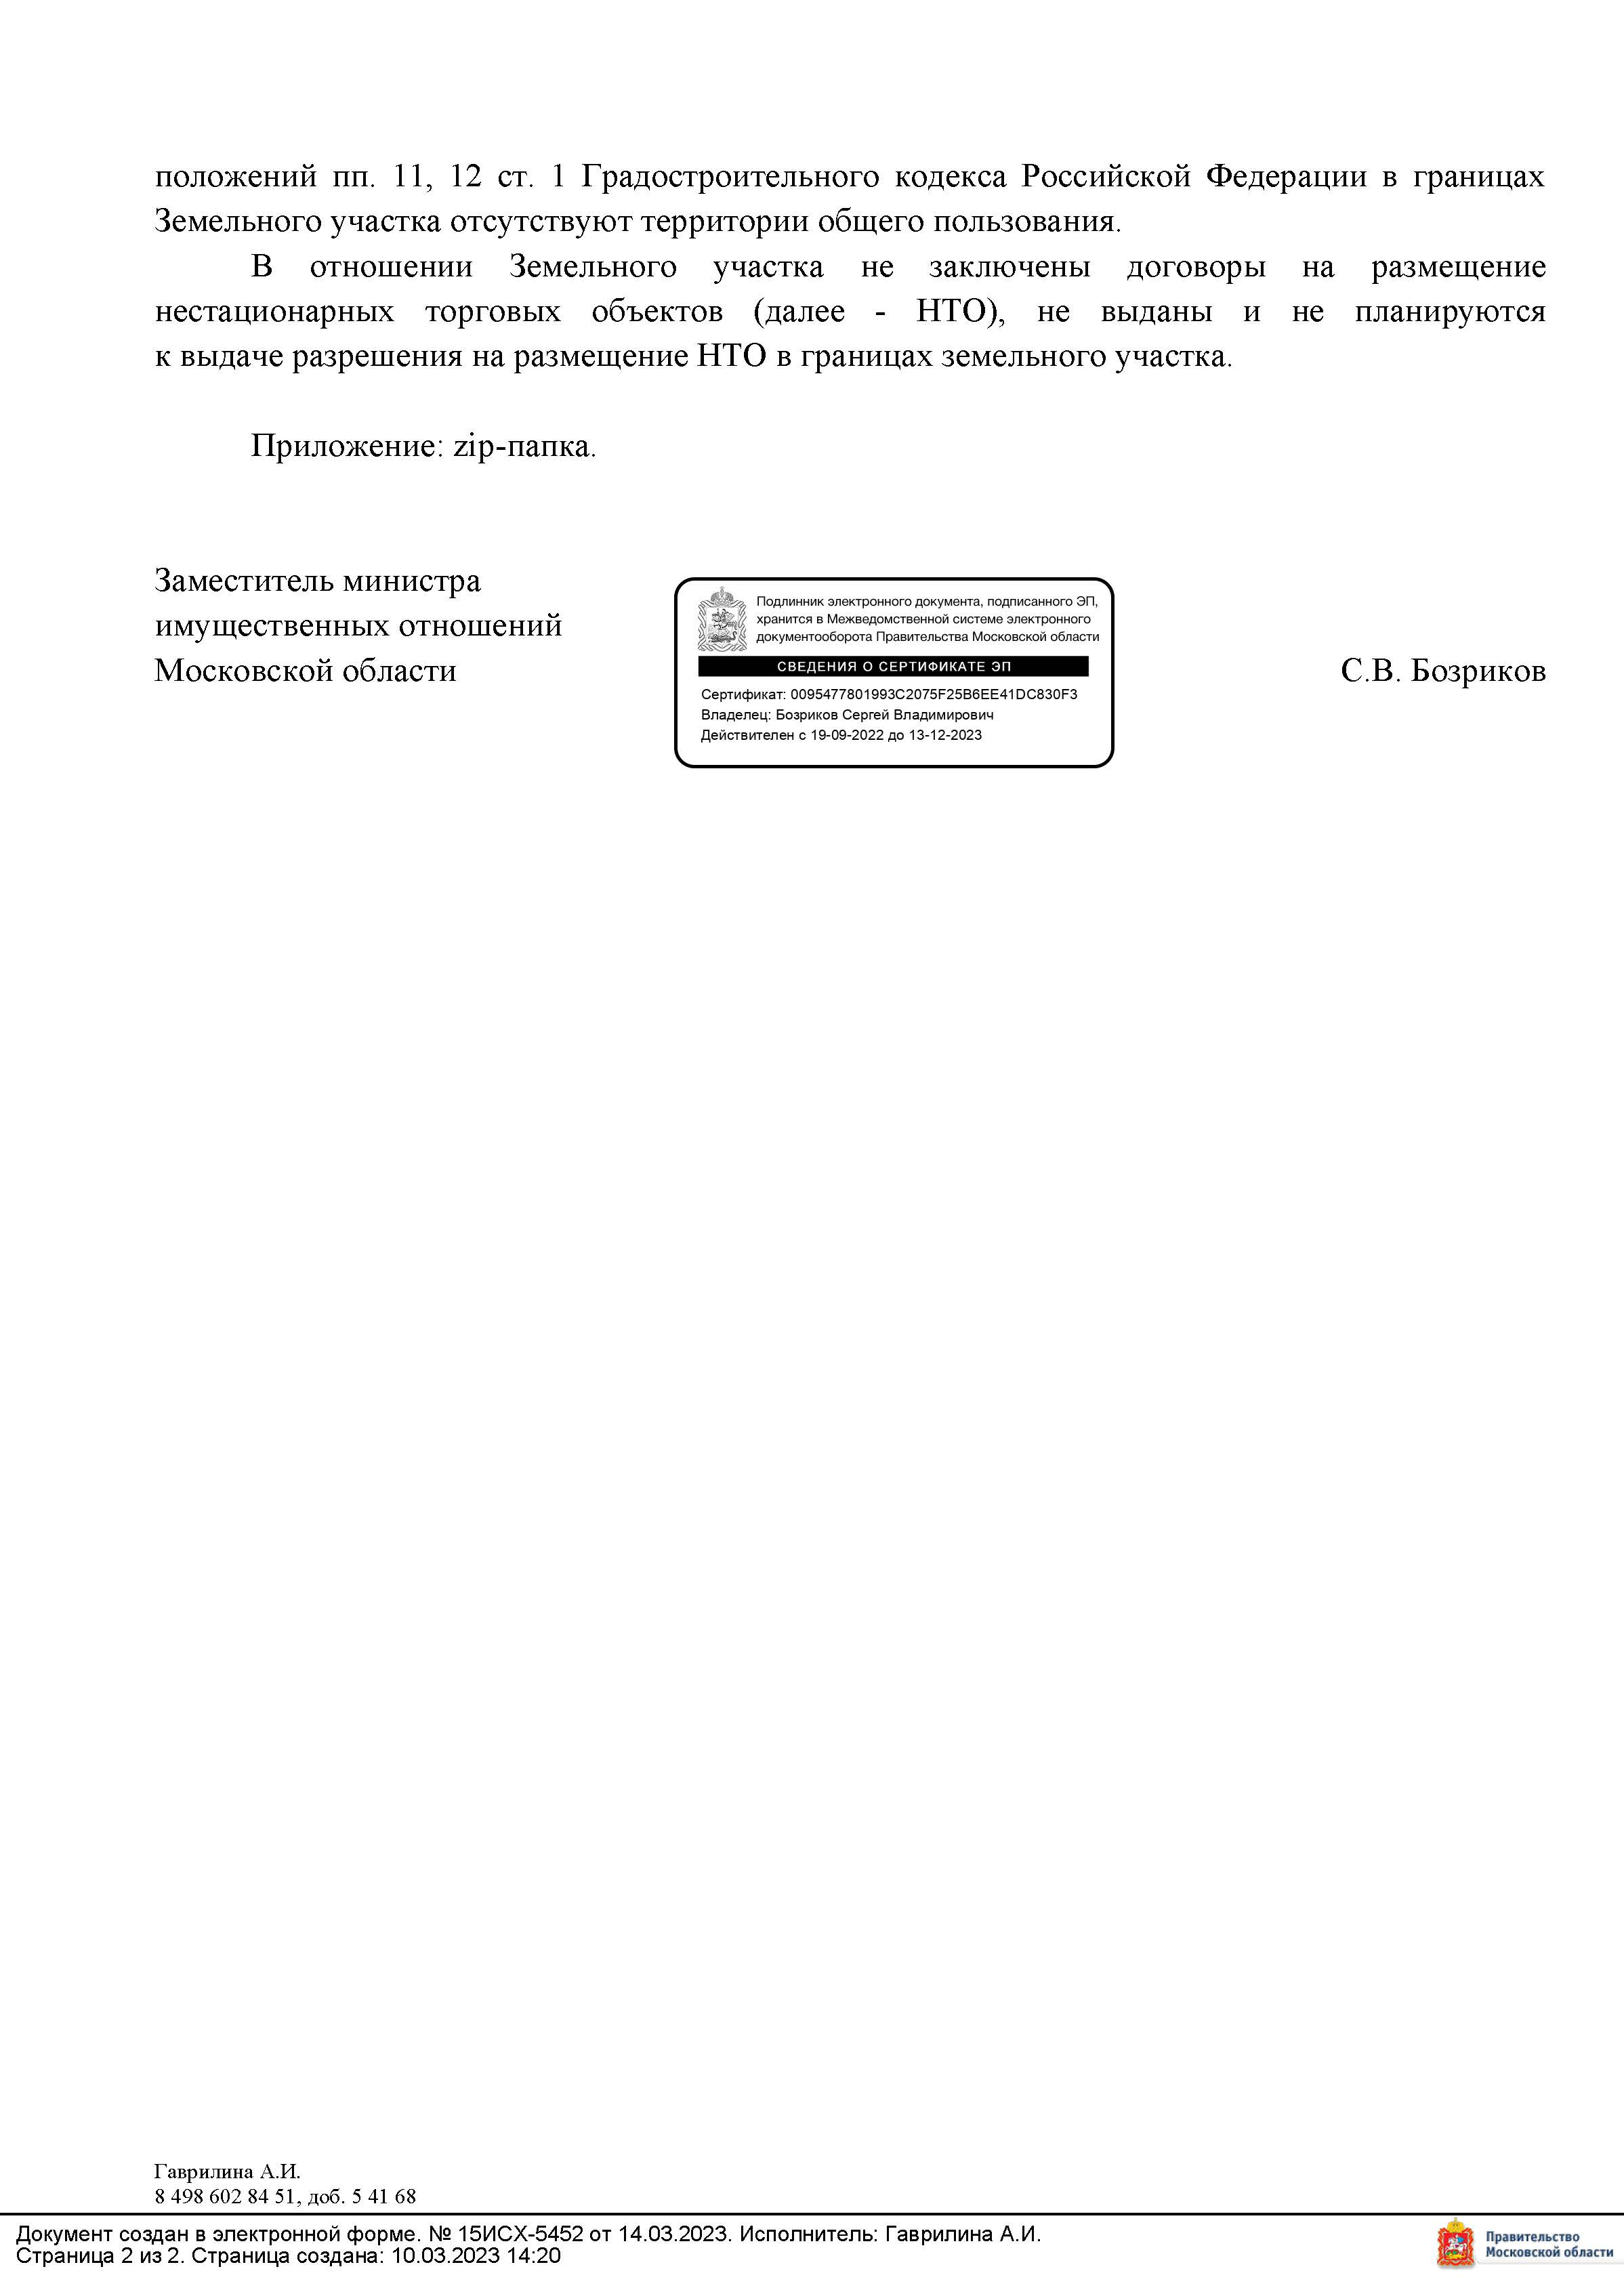 положений пп. 11, 12 ст. 1 Градостроительного кодекса Российской Федерации в границах
Земельного участка отсутствуют территории общего пользования.
В отношении Земельного участка не заключены договоры на размещение
нестационарных торговых объектов (далее - НТО), не выданы и не планируются
к выдаче разрешения на размещение НТО в границах земельного участка.
Приложение: zip-папка.
Заместитель министра
имущественных отношений
Московской области
Подлинник электронного документа, подписанного ЭП,
хранится в Межведомственной системе электронного
документооборота Правительства Московской области
СВЕДЕНИЯ О СЕРТИФИКАТЕ ЭП
Сертификат: 0095477801993C2075F25B6EE41DC830F3
Владелец: Бозриков Сергей Владимирович
Действителен с 19-09-2022 до 13-12-2023
С.В. Бозриков
Гаврилина А.И.
8 498 602 84 51, доб. 5 41 68
Документ создан в электронной форме. № 15ИСХ-5452 от 14.03.2023. Исполнитель: Гаврилина А.И.
Страница 2 из 2. Страница создана: 10.03.2023 14:20
Правительство
Московской области